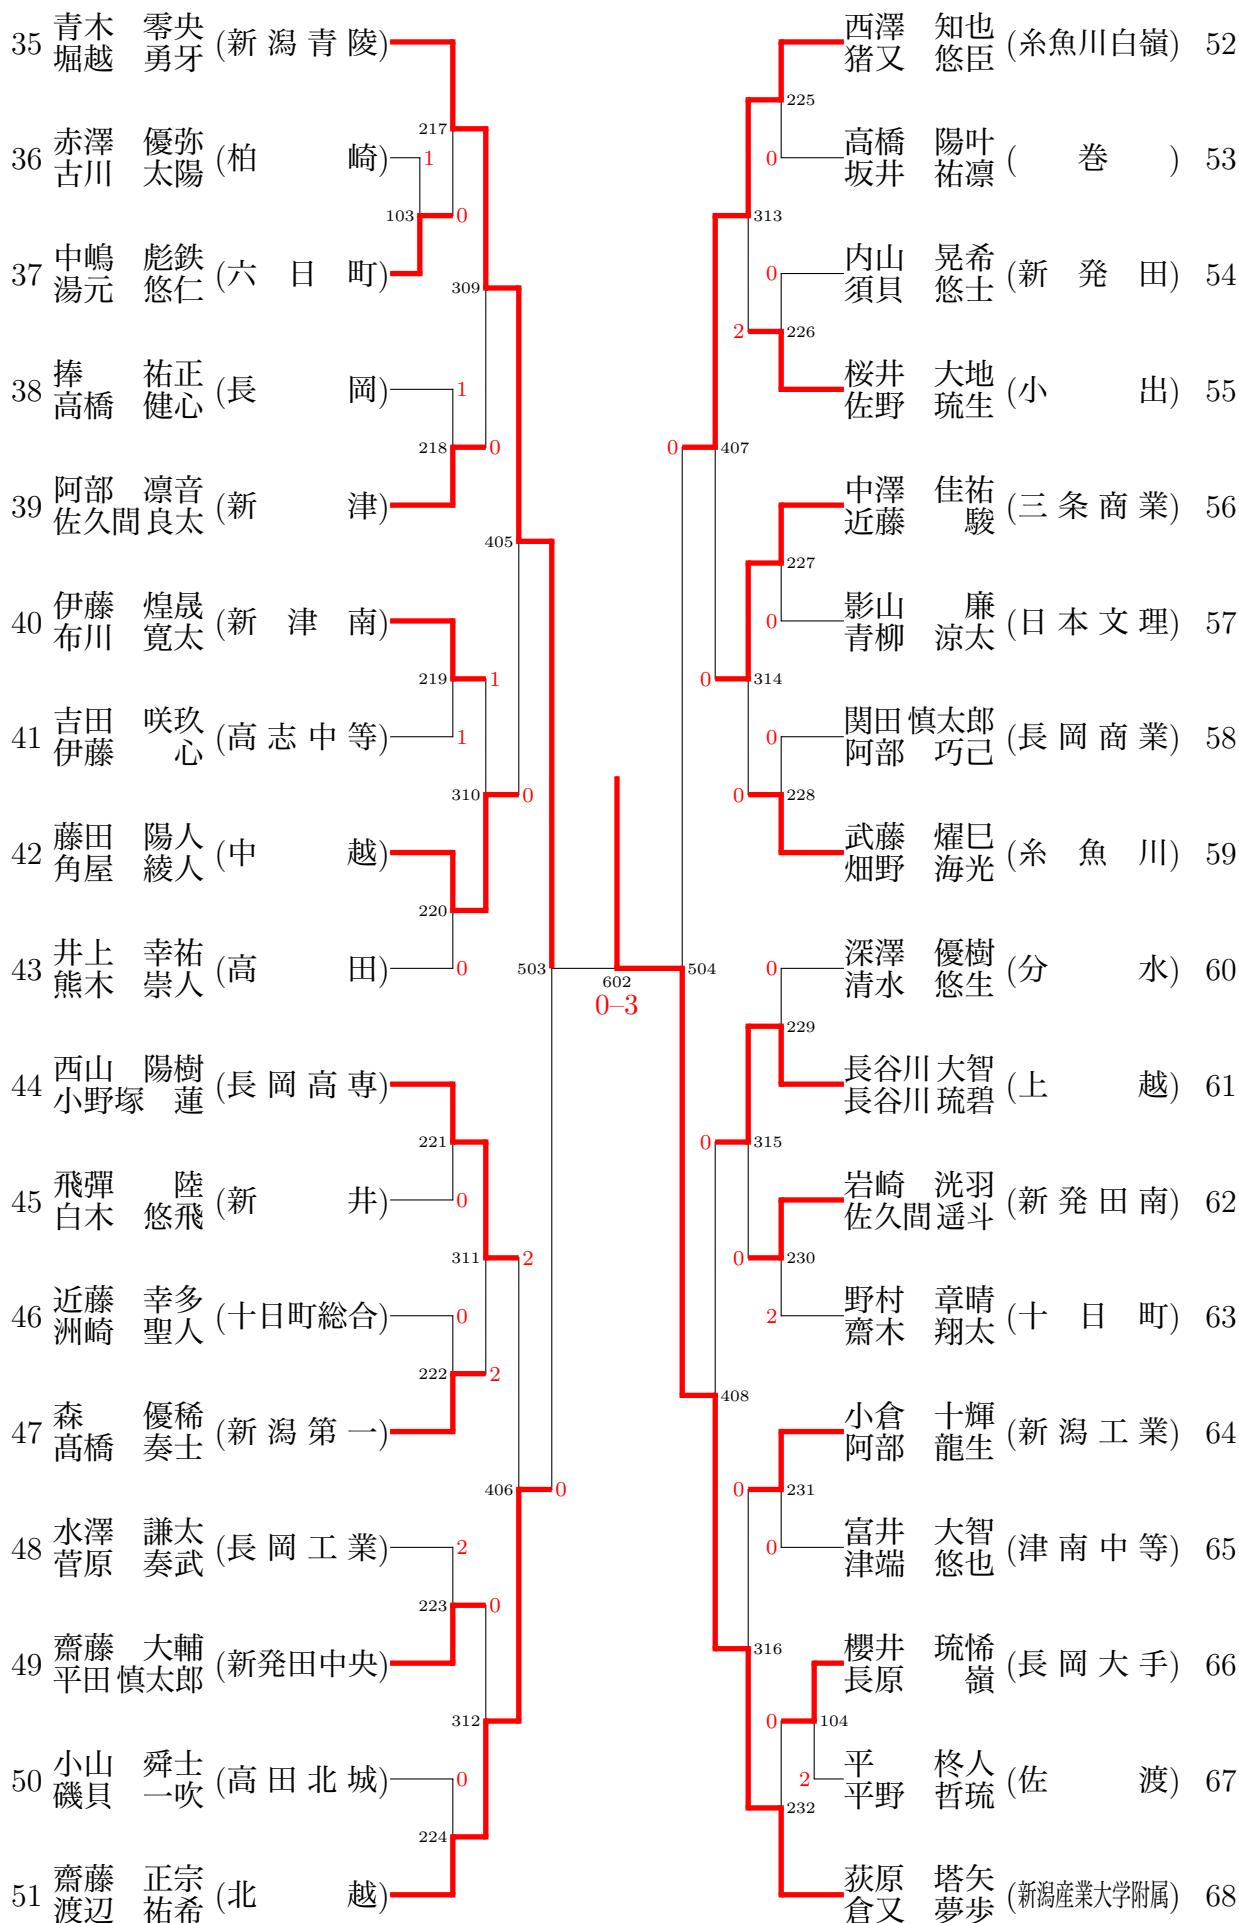 35 青木 零央 (新潟青陵)
堀越 勇牙
36 赤澤 優弥 (柏崎) 1
古川 太陽
217
103 0
37 中嶋 彪鉄 (六日町)
湯元 悠仁
309
38 捧 祐正 (長岡) 1
高橋 健心
218 0
39 阿部 凛音 (新津)
佐久間良太
405
40 伊藤 煌晟 (新津南)
布川 寛太
219 1
41 吉田 咲玖 (高志中等) 1
伊藤 心
310 0
42 藤田 陽人 (中越)
角屋 綾人
220
43 井上 幸祐 (高田) 0
熊木 崇人
503
44 西山 陽樹 (長岡高専)
小野塚 蓮
221
45 飛彈 陸 (新井) 0
白木 悠飛
311 2
46 近藤 幸多 (十日町総合) 0
洲崎 聖人
222 2
47 森 優稀 (新潟第一)
髙橋 奏士
406 0
48 水澤 謙太 (長岡工業) 2
菅原 奏武
223 0
49 齋藤 大輔 (新発田中央)
平田慎太郎
312
50 小山 舜士 (高田北城) 0
磯貝 一吹
224
51 齋藤 正宗 (北越)
渡辺 祐希
602
0–3
西澤 知也 (糸魚川白嶺) 52
猪又 悠臣
225
0 高橋 陽叶 (巻) 53
坂井 祐凛
313
0 内山 晃希 (新発田) 54
須貝 悠士
2 226
桜井 大地 (小出) 55
佐野 琉生
0 407
中澤 佳祐 (三条商業) 56
近藤 駿
227
0 影山 廉 (日本文理) 57
青柳 涼太
0 314
0 関田慎太郎 (長岡商業) 58
阿部 巧己
0 228
武藤 燿巳 (糸魚川) 59
畑野 海光
504
0 深澤 優樹 (分水) 60
清水 悠生
229
長谷川大智 (上越) 61
長谷川琉碧
0 315
岩崎 洸羽 (新発田南) 62
佐久間遥斗
0 230
2 野村 章晴 (十日町) 63
齋木 翔太
408
小倉 十輝 (新潟工業) 64
阿部 龍生
0 231
0 富井 大智 (津南中等) 65
津端 悠也
316
櫻井 琉悕 (長岡大手) 66
長原 嶺
0 104
2 平 柊人 (佐渡) 67
平野 哲琉
232
荻原 塔矢 (新潟産業大学附属) 68
倉又 夢歩